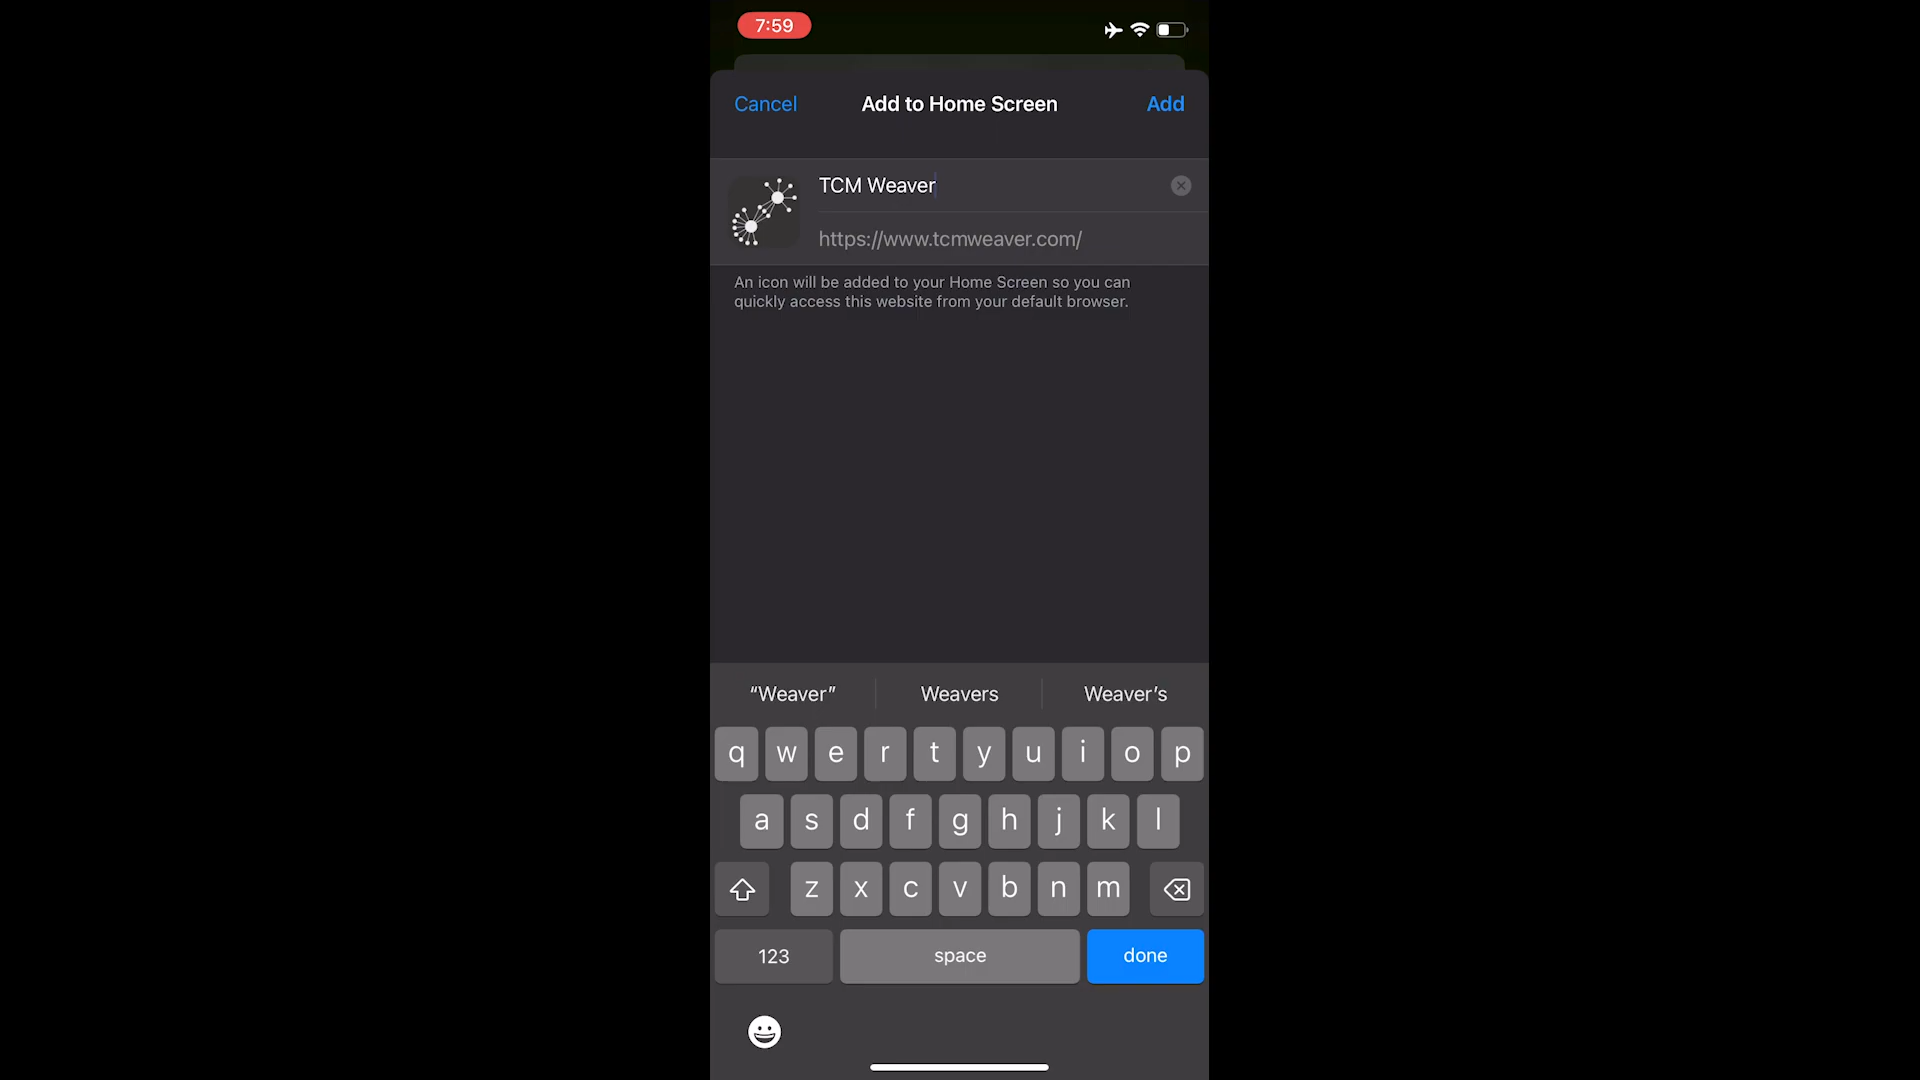 7:59
Cancel
Add to Home Screen
Add
TCM Weaver
https://www.tcmweaver.com/
An icon will be added to your Home Screen so you can
quickly access this website from your default browser.
“Weaver”
Weavers
Weaver’s
q w e r t y u i o p
a s d f g h j k l
z x c v b n m
123
space
done